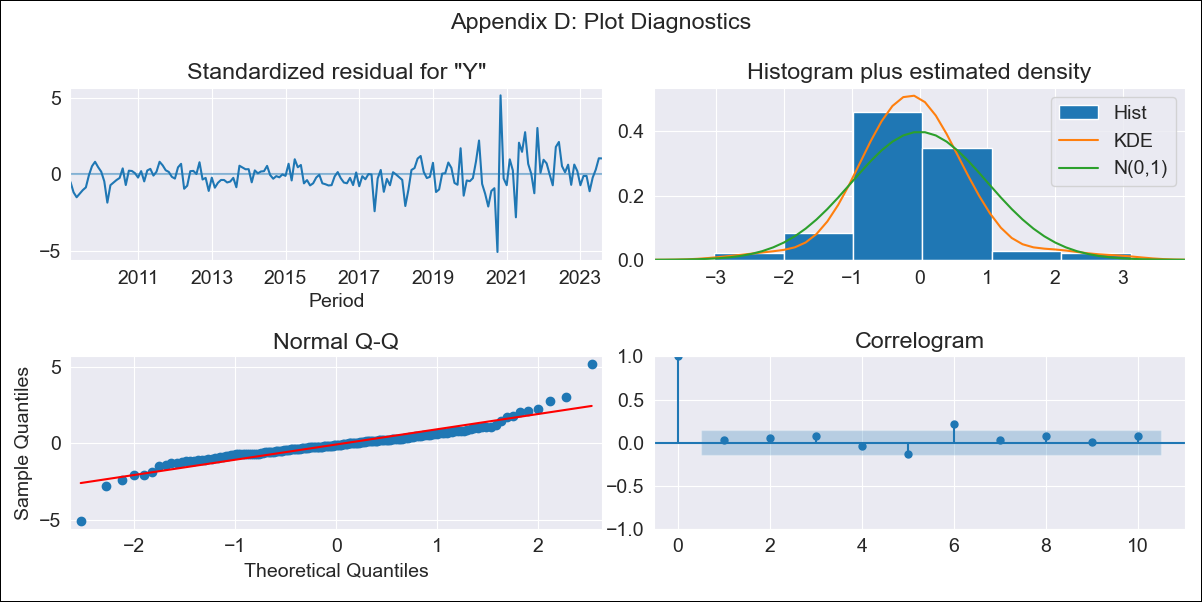 Appendix D: Plot Diagnostics
Standardized residual for "Y"
5
0
−5
2011 2013 2015 2017 2019 2021 2023
Period
Histogram plus estimated density
Hist
KDE
N(0,1)
0.4
0.2
0.0
−3 −2 −1 0 1 2 3
Normal Q-Q
Sample Quantiles
5
0
−5
−2 −1 0 1 2
Theoretical Quantiles
Correlogram
1.0
0.5
0.0
−0.5
−1.0
0 2 4 6 8 10